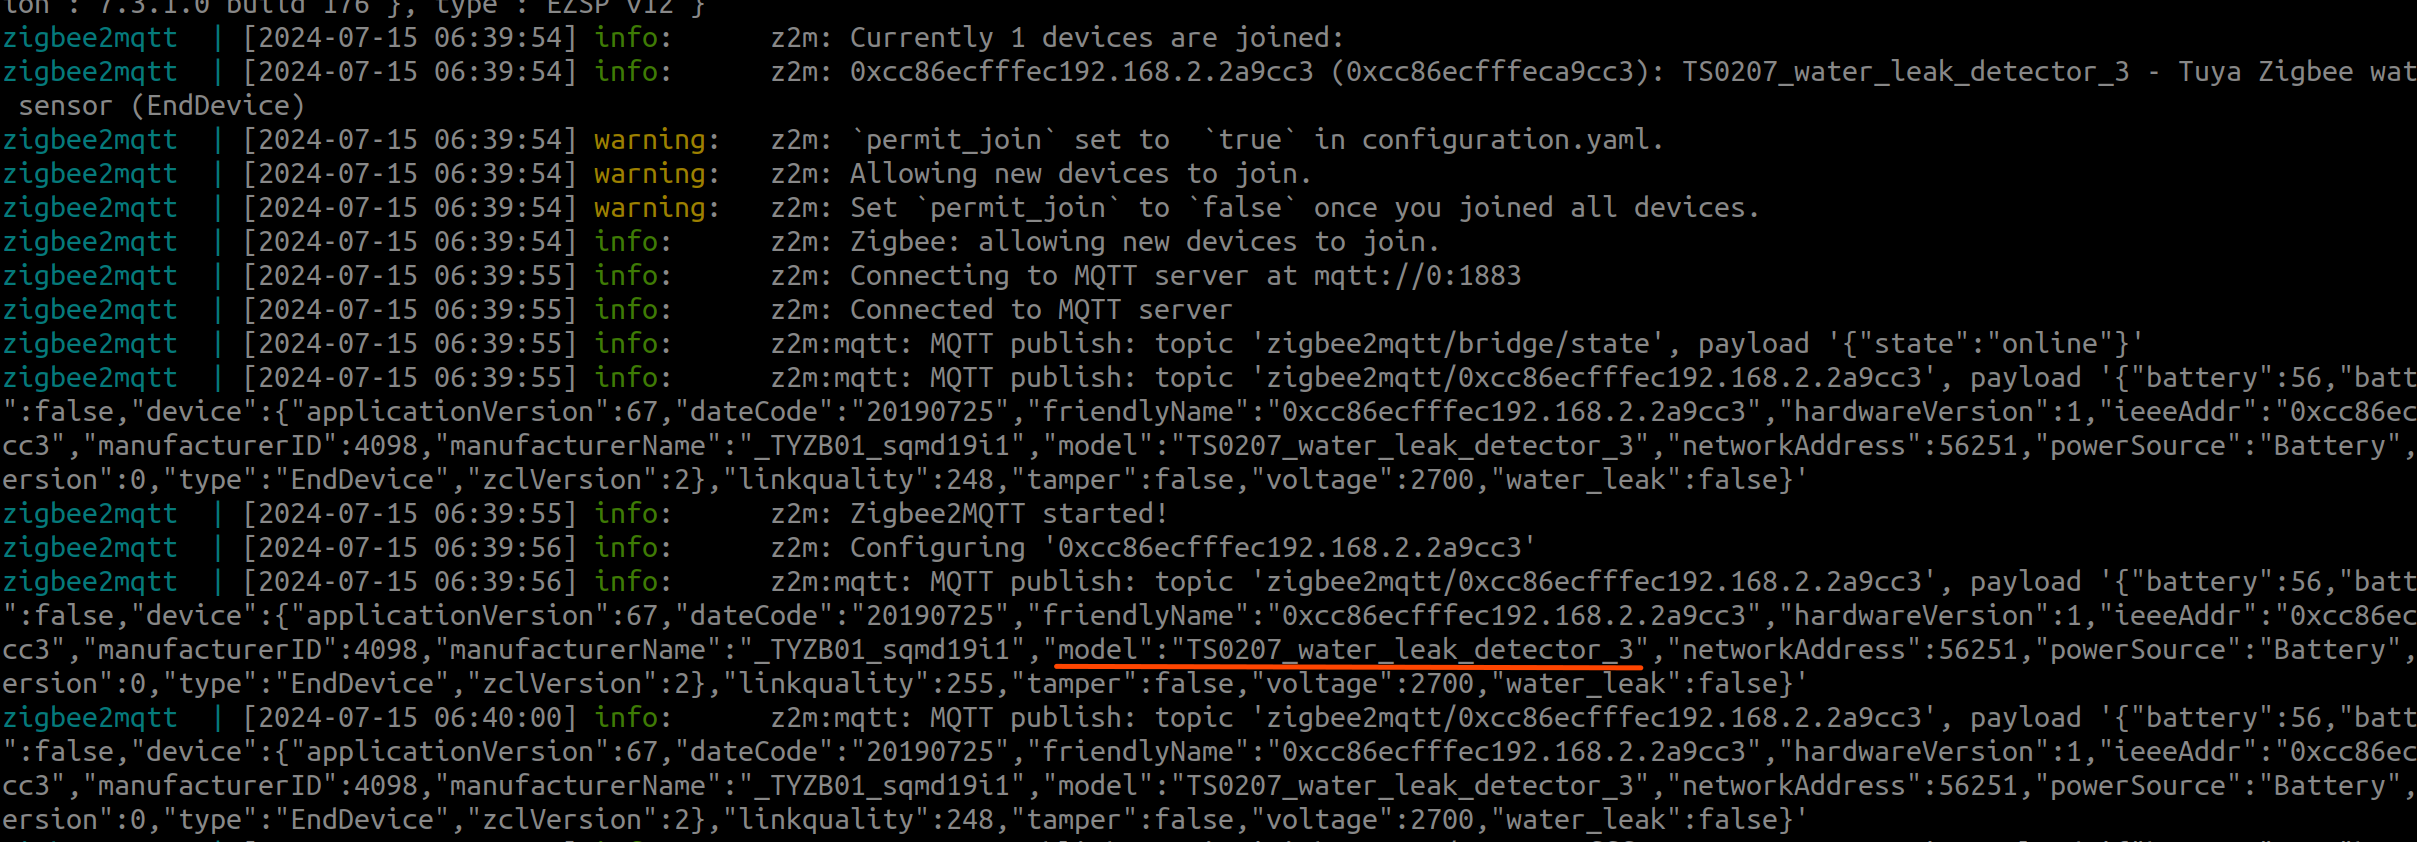 ion : 7.3.1.0 build 176 }, type : EZSP v12 }
zigbee2mqtt  | [2024-07-15 06:39:54] info:      z2m: Currently 1 devices are joined:
zigbee2mqtt  | [2024-07-15 06:39:54] info:      z2m: 0xcc86ecfffec192.168.2.2a9cc3 (0xcc86ecfffeca9cc3): TS0207_water_leak_detector_3 - Tuya Zigbee wat
 sensor (EndDevice)
zigbee2mqtt  | [2024-07-15 06:39:54] warning:   z2m: `permit_join` set to  `true` in configuration.yaml.
zigbee2mqtt  | [2024-07-15 06:39:54] warning:   z2m: Allowing new devices to join.
zigbee2mqtt  | [2024-07-15 06:39:54] warning:   z2m: Set `permit_join` to `false` once you joined all devices.
zigbee2mqtt  | [2024-07-15 06:39:54] info:      z2m: Zigbee: allowing new devices to join.
zigbee2mqtt  | [2024-07-15 06:39:55] info:      z2m: Connecting to MQTT server at mqtt://0:1883
zigbee2mqtt  | [2024-07-15 06:39:55] info:      z2m: Connected to MQTT server
zigbee2mqtt  | [2024-07-15 06:39:55] info:      z2m:mqtt: MQTT publish: topic 'zigbee2mqtt/bridge/state', payload '{"state":"online"}'
zigbee2mqtt  | [2024-07-15 06:39:55] info:      z2m:mqtt: MQTT publish: topic 'zigbee2mqtt/0xcc86ecfffec192.168.2.2a9cc3', payload '{"battery":56,"batt
":false,"device":{"applicationVersion":67,"dateCode":"20190725","friendlyName":"0xcc86ecfffec192.168.2.2a9cc3","hardwareVersion":1,"ieeeAddr":"0xcc86ec
cc3","manufacturerID":4098,"manufacturerName":"_TYZB01_sqmd19i1","model":"TS0207_water_leak_detector_3","networkAddress":56251,"powerSource":"Battery",
ersion":0,"type":"EndDevice","zclVersion":2},"linkquality":248,"tamper":false,"voltage":2700,"water_leak":false}'
zigbee2mqtt  | [2024-07-15 06:39:55] info:      z2m: Zigbee2MQTT started!
zigbee2mqtt  | [2024-07-15 06:39:56] info:      z2m: Configuring '0xcc86ecfffec192.168.2.2a9cc3'
zigbee2mqtt  | [2024-07-15 06:39:56] info:      z2m:mqtt: MQTT publish: topic 'zigbee2mqtt/0xcc86ecfffec192.168.2.2a9cc3', payload '{"battery":56,"batt
":false,"device":{"applicationVersion":67,"dateCode":"20190725","friendlyName":"0xcc86ecfffec192.168.2.2a9cc3","hardwareVersion":1,"ieeeAddr":"0xcc86ec
cc3","manufacturerID":4098,"manufacturerName":"_TYZB01_sqmd19i1","model":"TS0207_water_leak_detector_3","networkAddress":56251,"powerSource":"Battery",
ersion":0,"type":"EndDevice","zclVersion":2},"linkquality":255,"tamper":false,"voltage":2700,"water_leak":false}'
zigbee2mqtt  | [2024-07-15 06:40:00] info:      z2m:mqtt: MQTT publish: topic 'zigbee2mqtt/0xcc86ecfffec192.168.2.2a9cc3', payload '{"battery":56,"batt
":false,"device":{"applicationVersion":67,"dateCode":"20190725","friendlyName":"0xcc86ecfffec192.168.2.2a9cc3","hardwareVersion":1,"ieeeAddr":"0xcc86ec
cc3","manufacturerID":4098,"manufacturerName":"_TYZB01_sqmd19i1","model":"TS0207_water_leak_detector_3","networkAddress":56251,"powerSource":"Battery",
ersion":0,"type":"EndDevice","zclVersion":2},"linkquality":248,"tamper":false,"voltage":2700,"water_leak":false}'